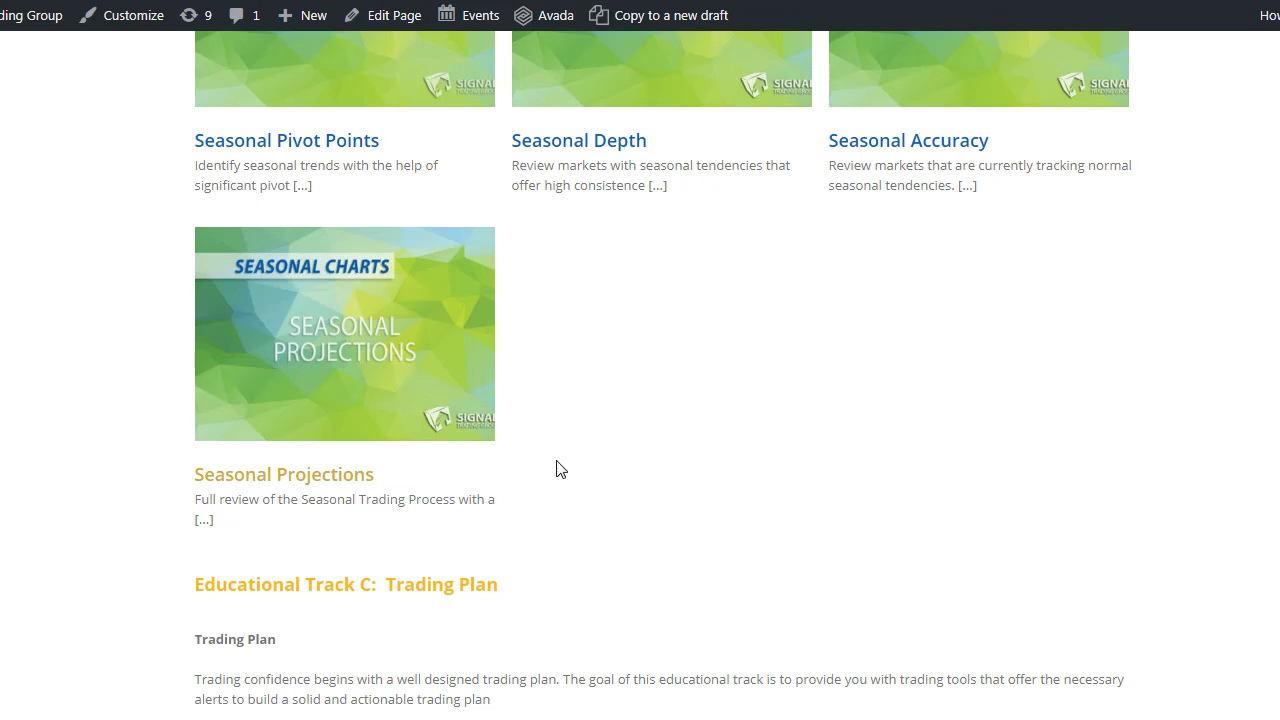 ding Group Customize 9 1 New Edit Page Events Avada Copy to a new draft
SIGNAL SIGNAL SIGNAL
Seasonal Pivot Points Seasonal Depth Seasonal Accuracy
Identify seasonal trends with the help of Review markets with seasonal tendencies that Review markets that are currently tracking normal
significant pivot [...] offer high consistence [...] seasonal tendencies. [...]
SEASONAL CHARTS
SEASONAL
PROJECTIONS
SIGNAL
Seasonal Projections
Full review of the Seasonal Trading Process with a
[...]
Educational Track C: Trading Plan
Trading Plan
Trading confidence begins with a well designed trading plan. The goal of this educational track is to provide you with trading tools that offer the necessary
alerts to build a solid and actionable trading plan